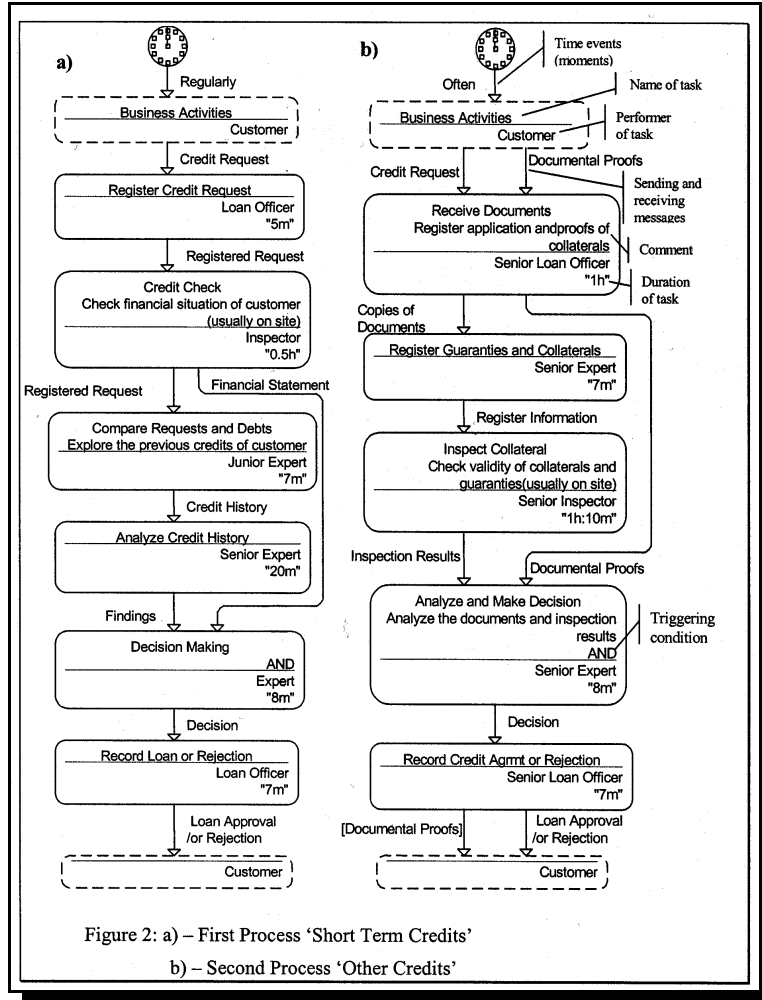 a)
Regularly
Business Activities
Customer
Credit Request
Register Credit Request
Loan Officer
"5m"
Registered Request
Credit Check
Check financial situation of customer
(usually on site)
Inspector
"0.5h"
Registered Request
Financial Statement
Compare Requests and Debts
Explore the previous credits of customer
Junior Expert
"7m"
Credit History
Analyze Credit History
Senior Expert
"20m"
Findings
Decision Making
AND
Expert
"8m"
Decision
Record Loan or Rejection
Loan Officer
"7m"
Loan Approval
/or Rejection
Customer
b)
Time events
(moments)
Often
Name of task
Business Activities
Customer
Performer
of task
Credit Request
Documental Proofs
Sending and
receiving
messages
Receive Documents
Register application andproofs of
collaterals
Comment
Senior Loan Officer
"1h"
Duration
of task
Copies of
Documents
Register Guaranties and Collaterals
Senior Expert
"7m"
Register Information
Inspect Collateral
Check validity of collaterals and
guaranties(usually on site)
Senior Inspector
"1h:10m"
Inspection Results
Documental Proofs
Analyze and Make Decision
Analyze the documents and inspection
results
AND
Triggering
condition
Senior Expert
"8m"
Decision
Record Credit Agrmt or Rejection
Senior Loan Officer
"7m"
[Documental Proofs]
Loan Approval
/or Rejection
Customer
Figure 2: a) – First Process ‘Short Term Credits’
b) – Second Process ‘Other Credits’